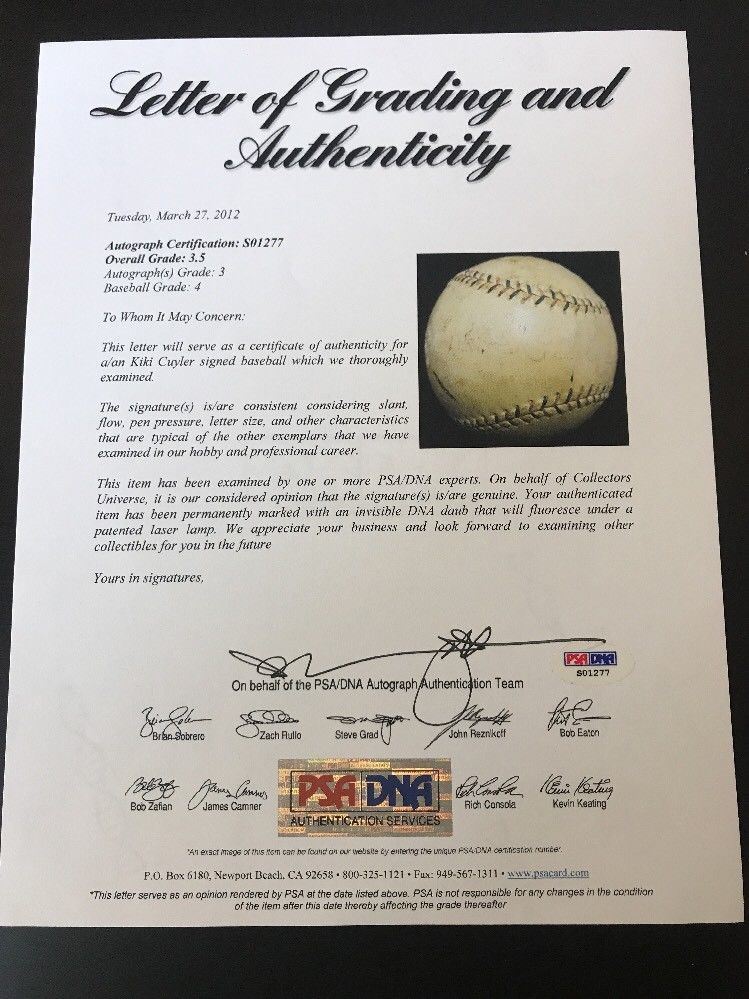 Letter of Grading and
Authenticity
Tuesday, March 27, 2012
Autograph Certification: S01277
Overall Grade: 3.5
Autograph(s) Grade: 3
Baseball Grade: 4
To Whom It May Concern:
This letter will serve as a certificate of authenticity for
a/an Kiki Cuyler signed baseball which we thoroughly
examined.
The signature(s) is/are consistent considering slant,
flow, pen pressure, letter size, and other characteristics
that are typical of the other exemplars that we have
examined in our hobby and professional career.
This item has been examined by one or more PSA/DNA experts. On behalf of Collectors
Universe, it is our considered opinion that the signature(s) is/are genuine. Your authenticated
item has been permanently marked with an invisible DNA daub that will fluoresce under a
patented laser lamp. We appreciate your business and look forward to examining other
collectibles for you in the future
Yours in signatures,
PSA DNA
S01277
On behalf of the PSA/DNA Autograph Authentication Team
Brian Sobrero Zach Rullo Steve Grad John Reznikoff Bob Eaton
Bob Zafian James Camner Rich Consola Kevin Keating
PSA DNA
AUTHENTICATION SERVICES
*An exact image of this item can be found on our website by entering the unique PSA/DNA certification number.
P.O. Box 6180, Newport Beach, CA 92658 • 800-325-1121 • Fax: 949-567-1311 • www.psacard.com
*This letter serves as an opinion rendered by PSA at the date listed above. PSA is not responsible for any changes in the condition
of the item after this date thereby affecting the grade thereafter